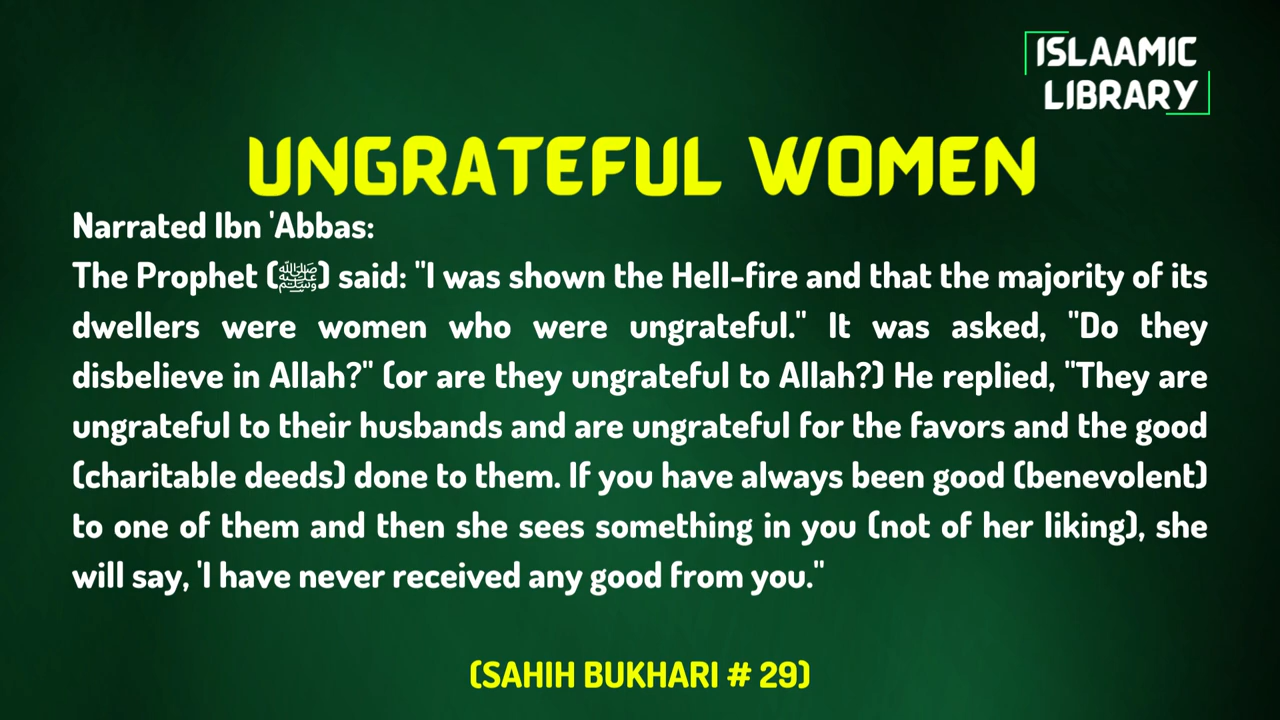 ISLAAMIC
LIBRARY
UNGRATEFUL WOMEN
Narrated Ibn 'Abbas:
The Prophet (ﷺ) said: "I was shown the Hell-fire and that the majority of its
dwellers were women who were ungrateful." It was asked, "Do they
disbelieve in Allah?" (or are they ungrateful to Allah?) He replied, "They are
ungrateful to their husbands and are ungrateful for the favors and the good
(charitable deeds) done to them. If you have always been good (benevolent)
to one of them and then she sees something in you (not of her liking), she
will say, 'I have never received any good from you."
(SAHIH BUKHARI # 29)